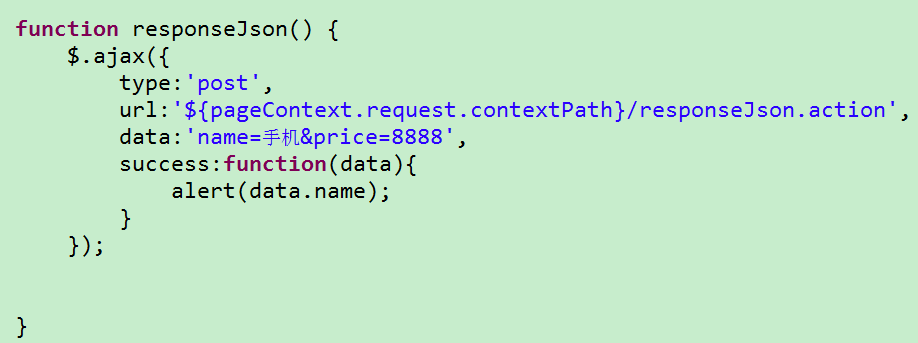 function responseJson() {
    $.ajax({
        type:'post',
        url:'${pageContext.request.contextPath}/responseJson.action',
        data:'name=手机&price=8888',
        success:function(data){
            alert(data.name);
        }
    });
}